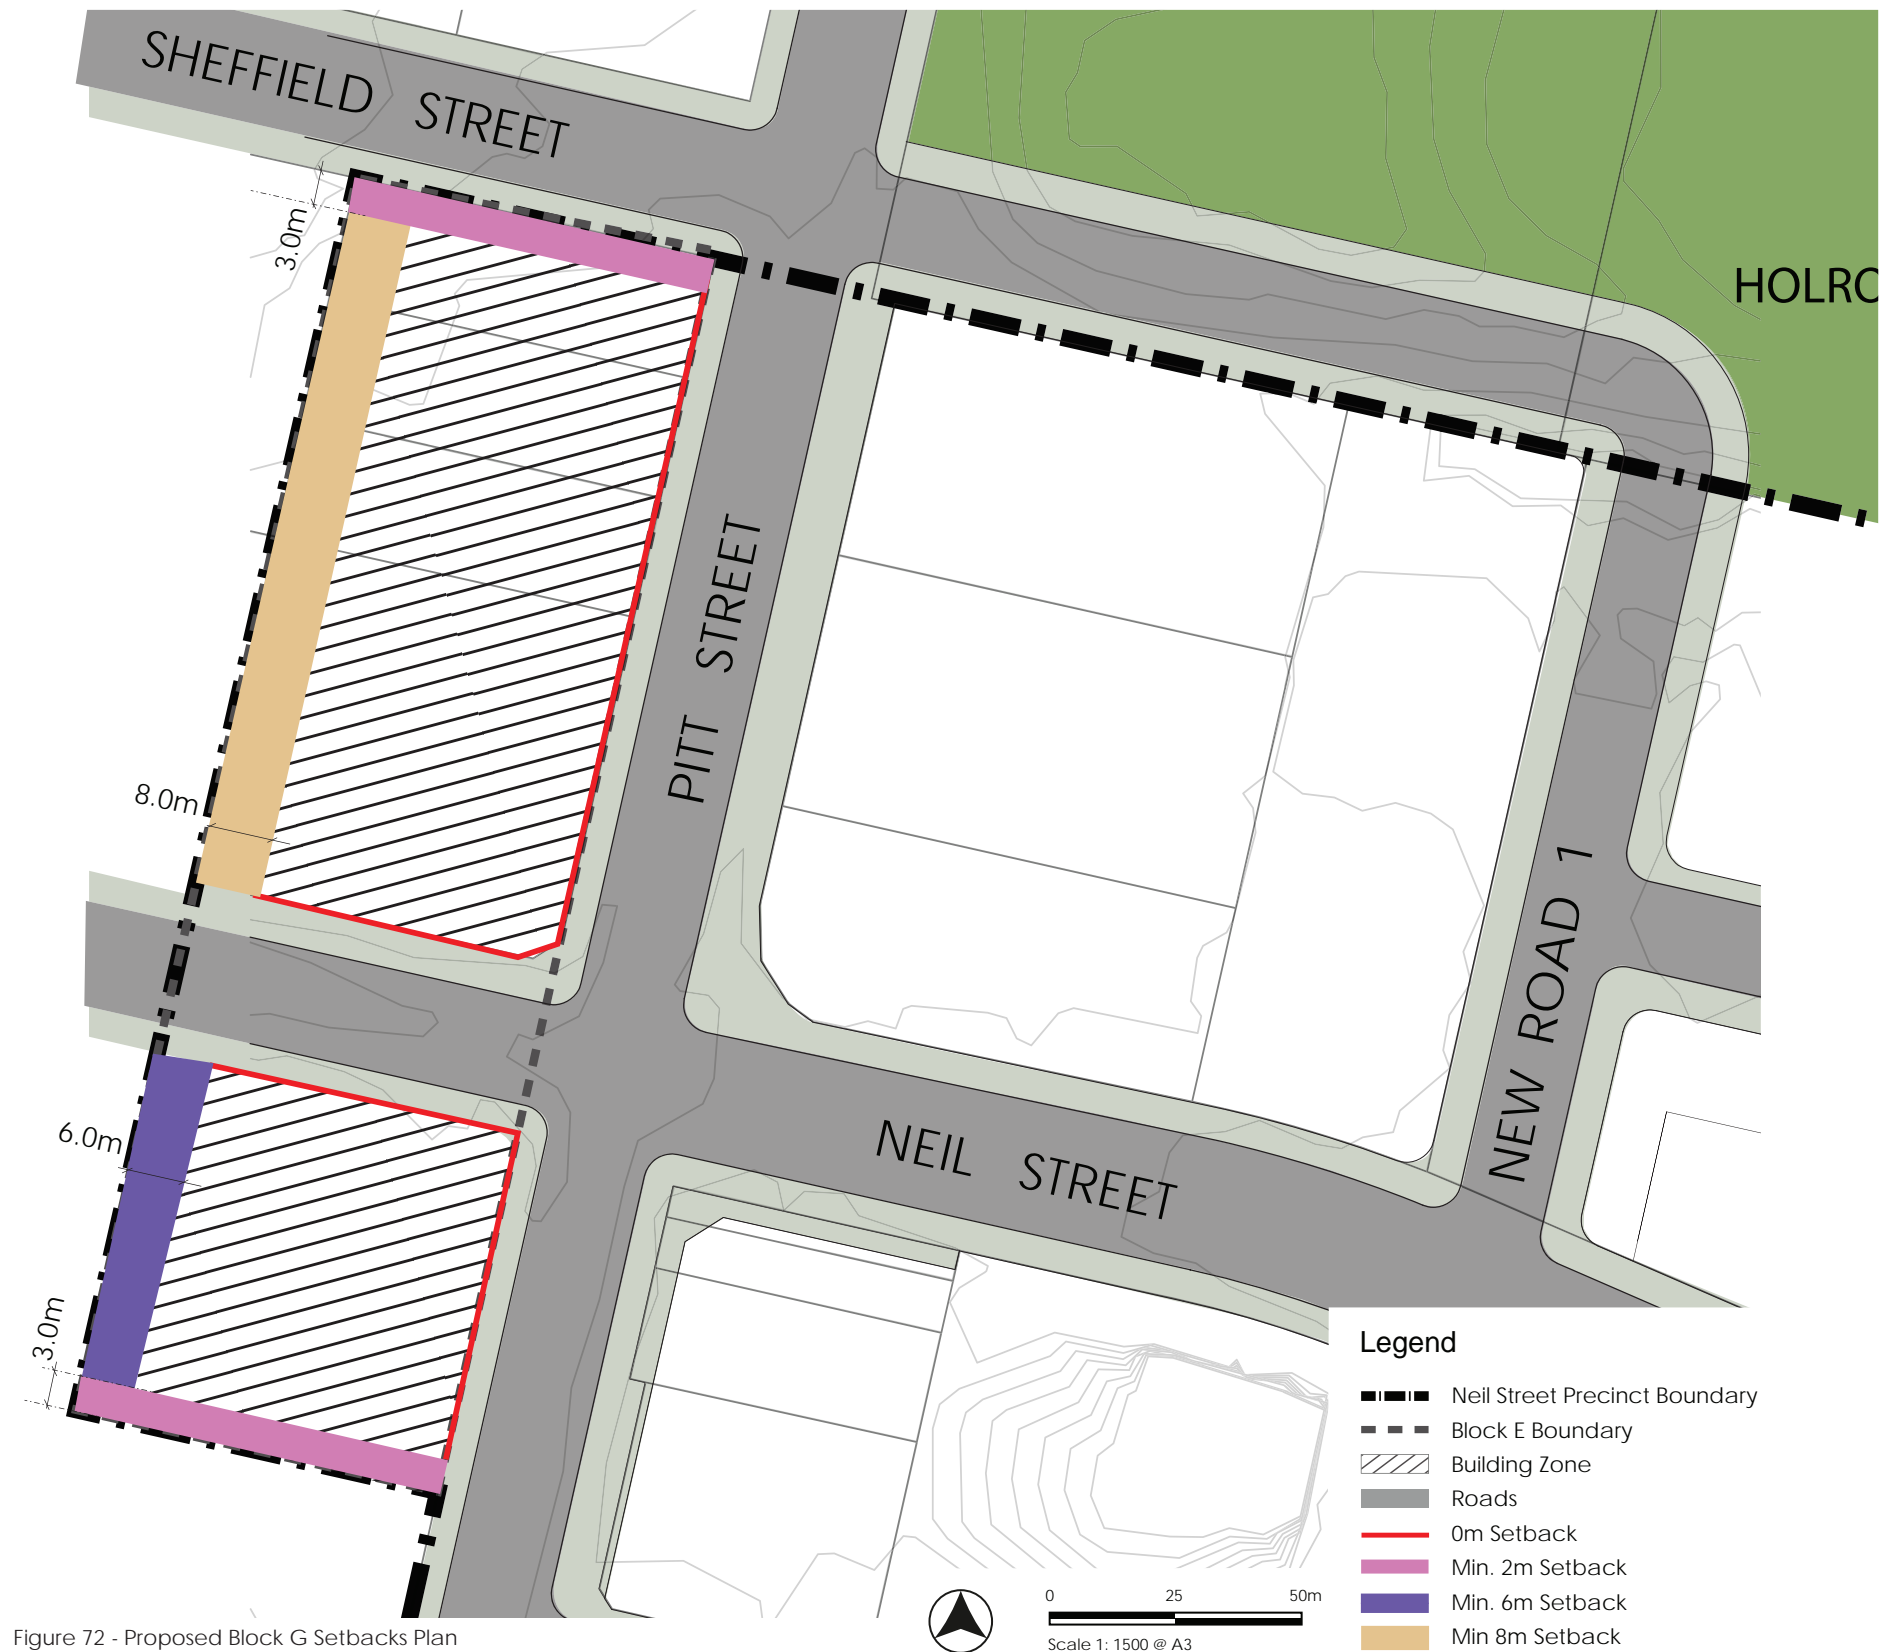 SHEFFIELD STREET
HOLRO
3.0m
PITT STREET
8.0m
NEW ROAD 1
6.0m
NEIL STREET
3.0m
Legend
Neil Street Precinct Boundary
Block E Boundary
Building Zone
Roads
0m Setback
Min. 2m Setback
Min. 6m Setback
Min 8m Setback
0 25 50m
Scale 1: 1500 @ A3
Figure 72 - Proposed Block G Setbacks Plan